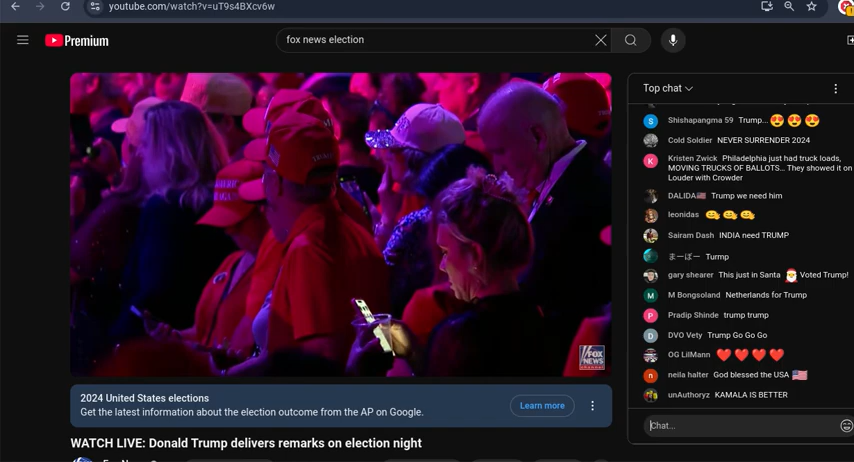 youtube.com/watch?v=uT9s4BXcv6w
Premium
fox news election
Top chat
Shishapangma 59 Trump...😍 😍 😍
Cold Soldier NEVER SURRENDER 2024
Kristen Zwick Philadelphia just had truck loads,
MOVING TRUCKS OF BALLOTS... They showed it on
Louder with Crowder
DALIDA🇺🇸 Trump we need him
leonidas
Sairam Dash INDIA need TRUMP
まーぼー Turmp
gary shearer This just in Santa 🎅 Voted Trump!
M Bongsoland Netherlands for Trump
Pradip Shinde trump trump
DVO Vety Trump Go Go Go
OG LilMann ❤️ ❤️ ❤️ ❤️
neila halter God blessed the USA 🇺🇸
unAuthoryz KAMALA IS BETTER
Chat...
FOX
NEWS
channel
2024 United States elections
Get the latest information about the election outcome from the AP on Google.
Learn more
WATCH LIVE: Donald Trump delivers remarks on election night